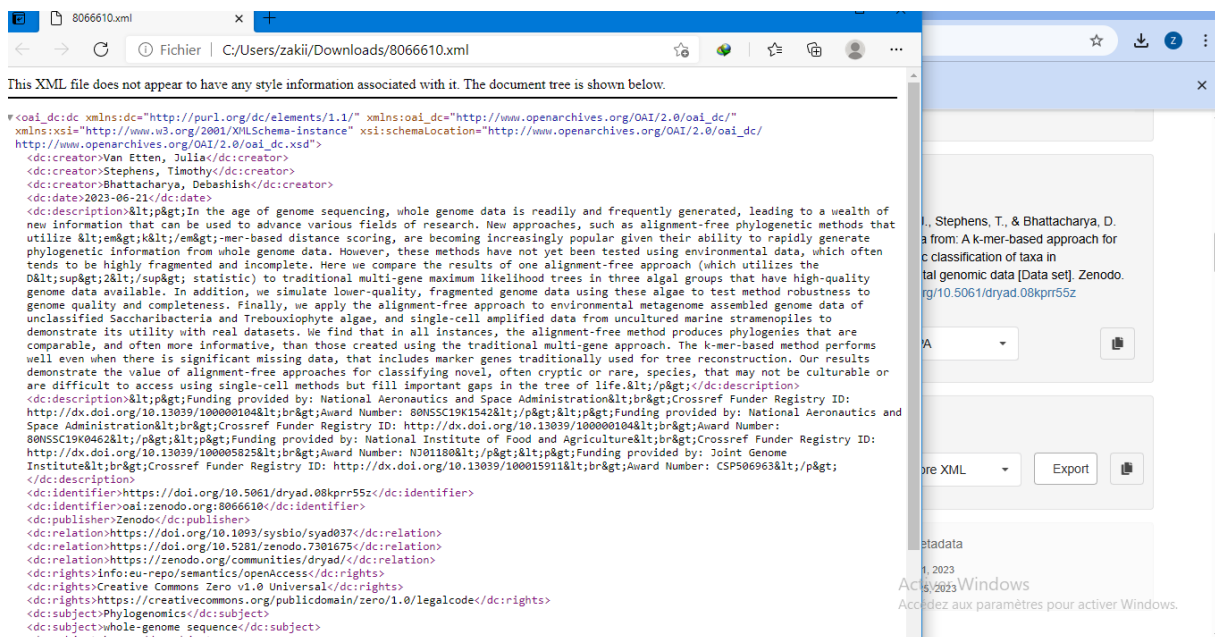 8066610.xml
Fichier | C:/Users/zakii/Downloads/8066610.xml
Z
This XML file does not appear to have any style information associated with it. The document tree is shown below.
<oai_dc:dc xmlns:dc="http://purl.org/dc/elements/1.1/" xmlns:oai_dc="http://www.openarchives.org/OAI/2.0/oai_dc/"
xmlns:xsi="http://www.w3.org/2001/XMLSchema-instance" xsi:schemaLocation="http://www.openarchives.org/OAI/2.0/oai_dc/
http://www.openarchives.org/OAI/2.0/oai_dc.xsd">
<dc:creator>Van Etten, Julia</dc:creator>
<dc:creator>Stephens, Timothy</dc:creator>
<dc:creator>Bhattacharya, Debashish</dc:creator>
<dc:date>2023-06-21</dc:date>
<dc:description>&lt;p&gt;In the age of genome sequencing, whole genome data is readily and frequently generated, leading to a wealth of
new information that can be used to advance various fields of research. New approaches, such as alignment-free phylogenetic methods that
utilize &lt;em&gt;k&lt;/em&gt;-mer-based distance scoring, are becoming increasingly popular given their ability to rapidly generate
phylogenetic information from whole genome data. However, these methods have not yet been tested using environmental data, which often
tends to be highly fragmented and incomplete. Here we compare the results of one alignment-free approach (which utilizes the
D&lt;sup&gt;2&lt;/sup&gt; statistic) to traditional multi-gene maximum likelihood trees in three algal groups that have high-quality
genome data available. In addition, we simulate lower-quality, fragmented genome data using these algae to test method robustness to
genome quality and completeness. Finally, we apply the alignment-free approach to environmental metagenome assembled genome data of
unclassified Saccharibacteria and Trebouxiophyte algae, and single-cell amplified data from uncultured marine stramenopiles to
demonstrate its utility with real datasets. We find that in all instances, the alignment-free method produces phylogenies that are
comparable, and often more informative, than those created using the traditional multi-gene approach. The k-mer-based method performs
well even when there is significant missing data, that includes marker genes traditionally used for tree reconstruction. Our results
demonstrate the value of alignment-free approaches for classifying novel, often cryptic or rare, species, that may not be culturable or
are difficult to access using single-cell methods but fill important gaps in the tree of life.&lt;/p&gt;</dc:description>
<dc:description>&lt;p&gt;Funding provided by: National Aeronautics and Space Administration&lt;br&gt;Crossref Funder Registry ID:
http://dx.doi.org/10.13039/100000104&lt;br&gt;Award Number: 80NSSC19K1542&lt;/p&gt;&lt;p&gt;Funding provided by: National Aeronautics and
Space Administration&lt;br&gt;Crossref Funder Registry ID: http://dx.doi.org/10.13039/100000104&lt;br&gt;Award Number:
80NSSC19K0462&lt;/p&gt;&lt;p&gt;Funding provided by: National Institute of Food and Agriculture&lt;br&gt;Crossref Funder Registry ID:
http://dx.doi.org/10.13039/100005825&lt;br&gt;Award Number: NJ01180&lt;/p&gt;&lt;p&gt;Funding provided by: Joint Genome
Institute&lt;br&gt;Crossref Funder Registry ID: http://dx.doi.org/10.13039/100015911&lt;br&gt;Award Number: CSP506963&lt;/p&gt;
</dc:description>
<dc:identifier>https://doi.org/10.5061/dryad.08kprr55z</dc:identifier>
<dc:identifier>oai:zenodo.org:8066610</dc:identifier>
<dc:publisher>Zenodo</dc:publisher>
<dc:relation>https://doi.org/10.1093/sysbio/syad037</dc:relation>
<dc:relation>https://doi.org/10.5281/zenodo.7301675</dc:relation>
<dc:relation>https://zenodo.org/communities/dryad/</dc:relation>
<dc:rights>info:eu-repo/semantics/openAccess</dc:rights>
<dc:rights>Creative Commons Zero v1.0 Universal</dc:rights>
<dc:rights>https://creativecommons.org/publicdomain/zero/1.0/legalcode</dc:rights>
<dc:subject>Phylogenomics</dc:subject>
<dc:subject>whole-genome sequence</dc:subject>
J., Stephens, T., & Bhattacharya, D.
a from: A k-mer-based approach for
c classification of taxa in
tal genomic data [Data set]. Zenodo.
rg/10.5061/dryad.08kprr55z
PA
ore XML
Export
etadata
1, 2023
5, 2023
Activer Windows
Accédez aux paramètres pour activer Windows.